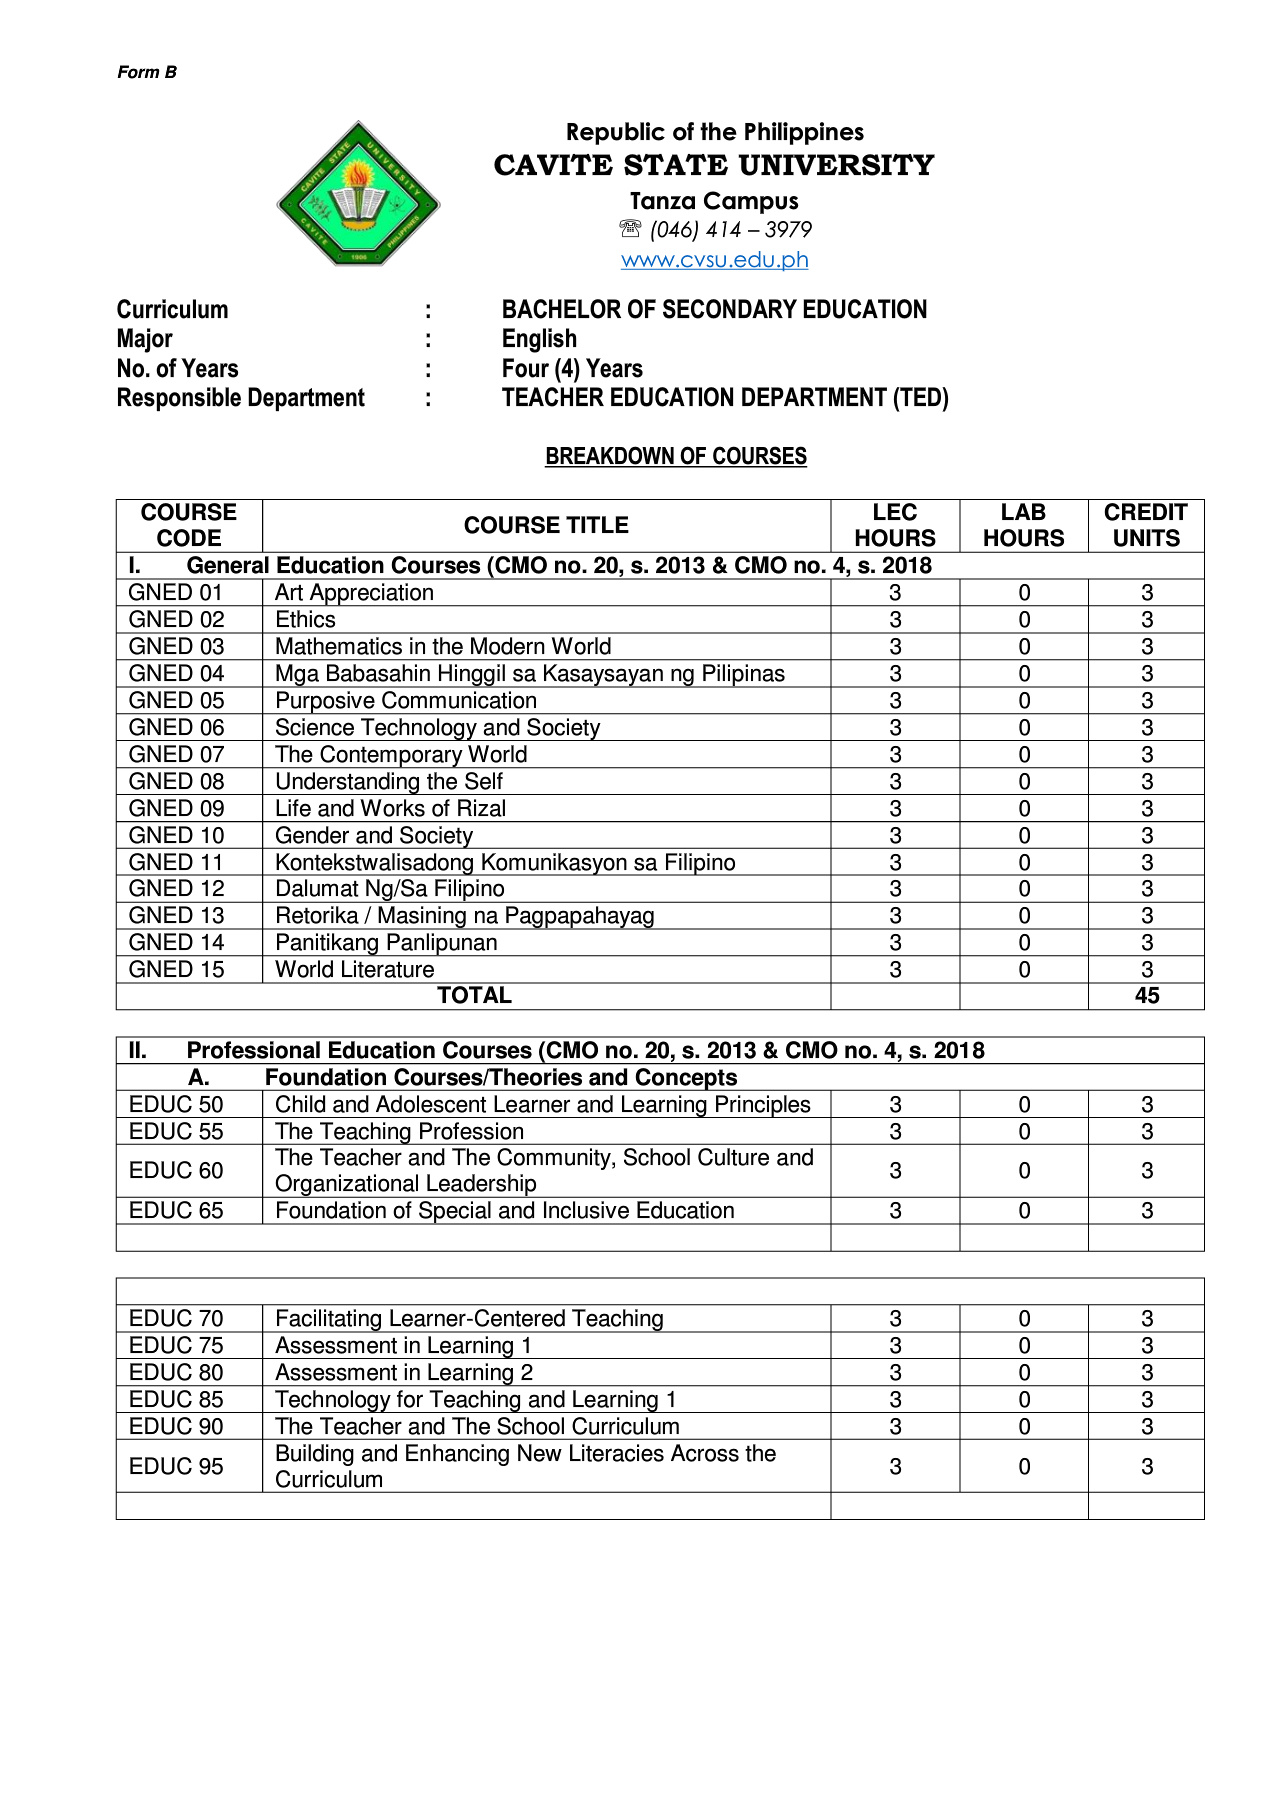 Form B
CAVITE STATE UNIVERSITY
CAVITE PHILIPPINES
1906
Republic of the Philippines
CAVITE STATE UNIVERSITY
Tanza Campus
☏ (046) 414 – 3979
www.cvsu.edu.ph
Curriculum : BACHELOR OF SECONDARY EDUCATION
Major : English
No. of Years : Four (4) Years
Responsible Department : TEACHER EDUCATION DEPARTMENT (TED)
BREAKDOWN OF COURSES
COURSE CODE COURSE TITLE LEC HOURS LAB HOURS CREDIT UNITS
I. General Education Courses (CMO no. 20, s. 2013 & CMO no. 4, s. 2018
GNED 01 Art Appreciation 3 0 3
GNED 02 Ethics 3 0 3
GNED 03 Mathematics in the Modern World 3 0 3
GNED 04 Mga Babasahin Hinggil sa Kasaysayan ng Pilipinas 3 0 3
GNED 05 Purposive Communication 3 0 3
GNED 06 Science Technology and Society 3 0 3
GNED 07 The Contemporary World 3 0 3
GNED 08 Understanding the Self 3 0 3
GNED 09 Life and Works of Rizal 3 0 3
GNED 10 Gender and Society 3 0 3
GNED 11 Kontekstwalisadong Komunikasyon sa Filipino 3 0 3
GNED 12 Dalumat Ng/Sa Filipino 3 0 3
GNED 13 Retorika / Masining na Pagpapahayag 3 0 3
GNED 14 Panitikang Panlipunan 3 0 3
GNED 15 World Literature 3 0 3
TOTAL 45
II. Professional Education Courses (CMO no. 20, s. 2013 & CMO no. 4, s. 2018
A. Foundation Courses/Theories and Concepts
EDUC 50 Child and Adolescent Learner and Learning Principles 3 0 3
EDUC 55 The Teaching Profession 3 0 3
EDUC 60 The Teacher and The Community, School Culture and
Organizational Leadership 3 0 3
EDUC 65 Foundation of Special and Inclusive Education 3 0 3
EDUC 70 Facilitating Learner-Centered Teaching 3 0 3
EDUC 75 Assessment in Learning 1 3 0 3
EDUC 80 Assessment in Learning 2 3 0 3
EDUC 85 Technology for Teaching and Learning 1 3 0 3
EDUC 90 The Teacher and The School Curriculum 3 0 3
EDUC 95 Building and Enhancing New Literacies Across the
Curriculum 3 0 3